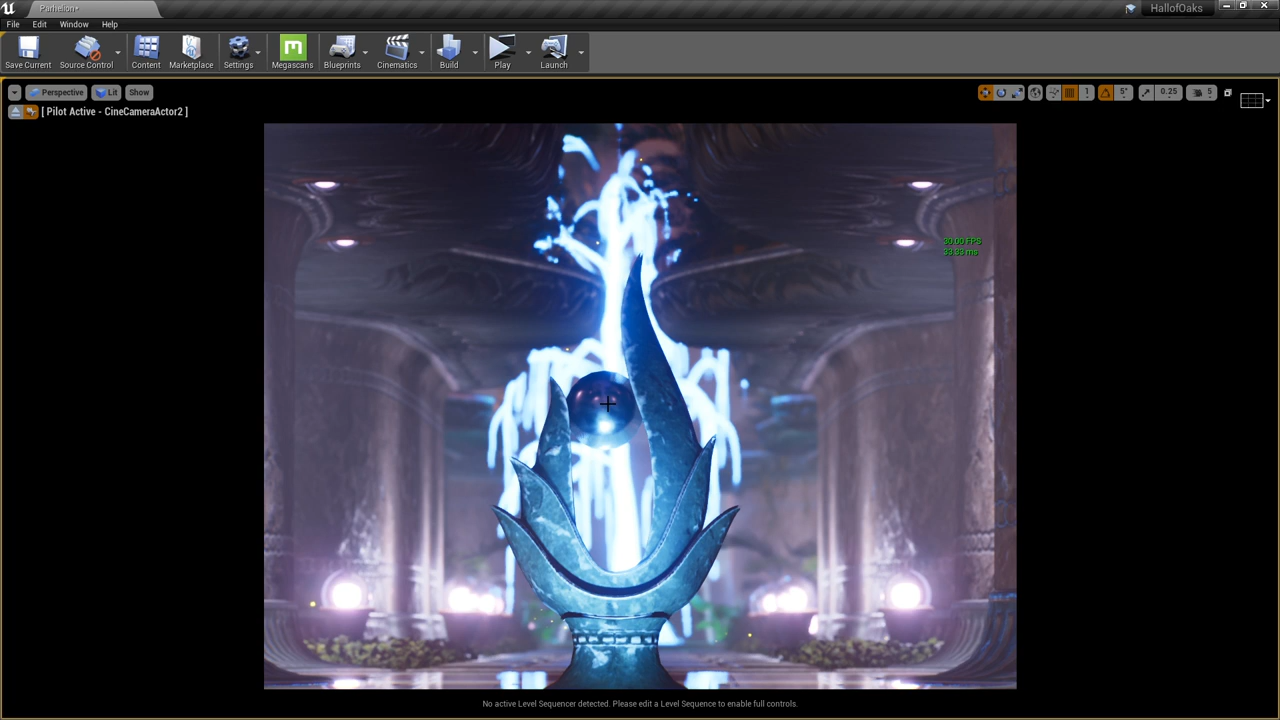 Parhelion*
HallofOaks
File Edit Window Help
Save Current Source Control Content Marketplace Settings Megascans Blueprints Cinematics Build Play Launch
Perspective Lit Show
1 5° 0.25 5
[ Pilot Active - CineCameraActor2 ]
30.00 FPS
33.33 ms
No active Level Sequencer detected. Please edit a Level Sequence to enable full controls.